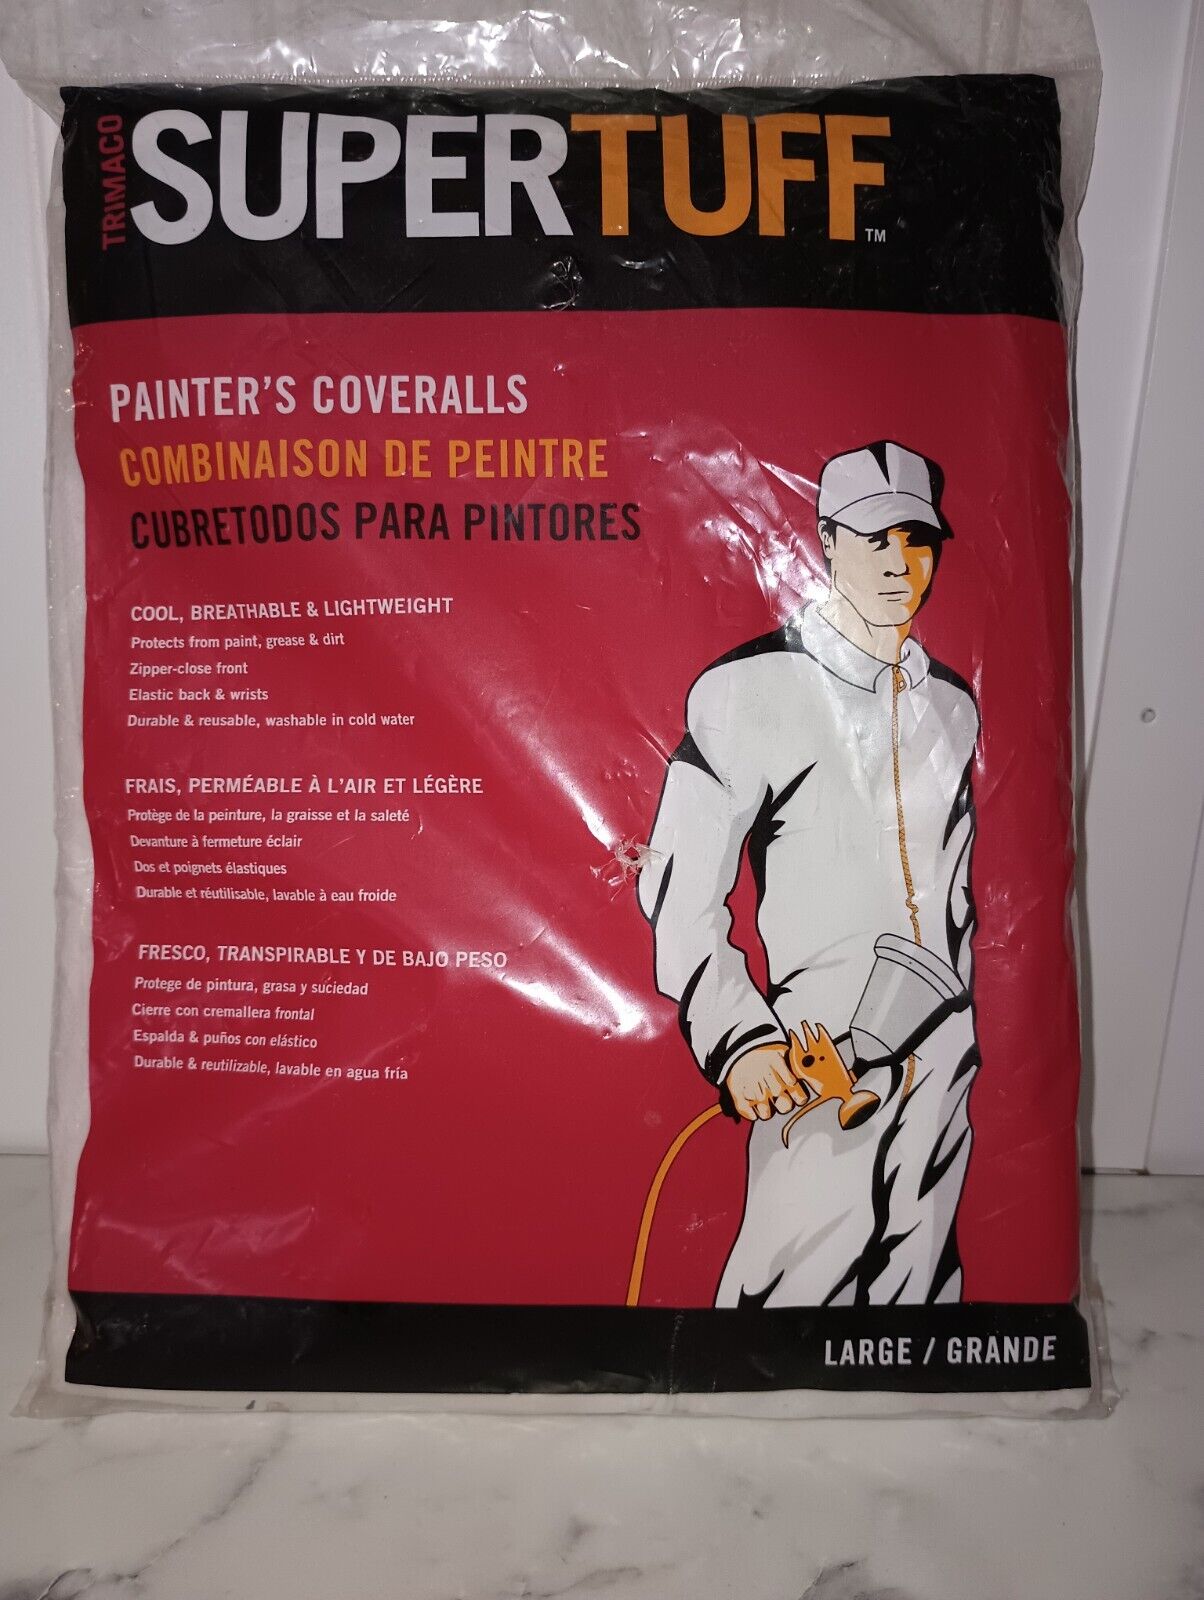 TRIMACO
SUPERTUFF™
PAINTER'S COVERALLS
COMBINAISON DE PEINTRE
CUBRETODOS PARA PINTORES
COOL, BREATHABLE & LIGHTWEIGHT
Protects from paint, grease & dirt
Zipper-close front
Elastic back & wrists
Durable & reusable, washable in cold water
FRAIS, PERMÉABLE À L'AIR ET LÉGÈRE
Protège de la peinture, la graisse et la saleté
Devanture à fermeture éclair
Dos et poignets élastiques
Durable et réutilisable, lavable à eau froide
FRESCO, TRANSPIRABLE Y DE BAJO PESO
Protege de pintura, grasa y suciedad
Cierre con cremallera frontal
Espalda & puños con elástico
Durable & reutilizable, lavable en agua fría
LARGE / GRANDE